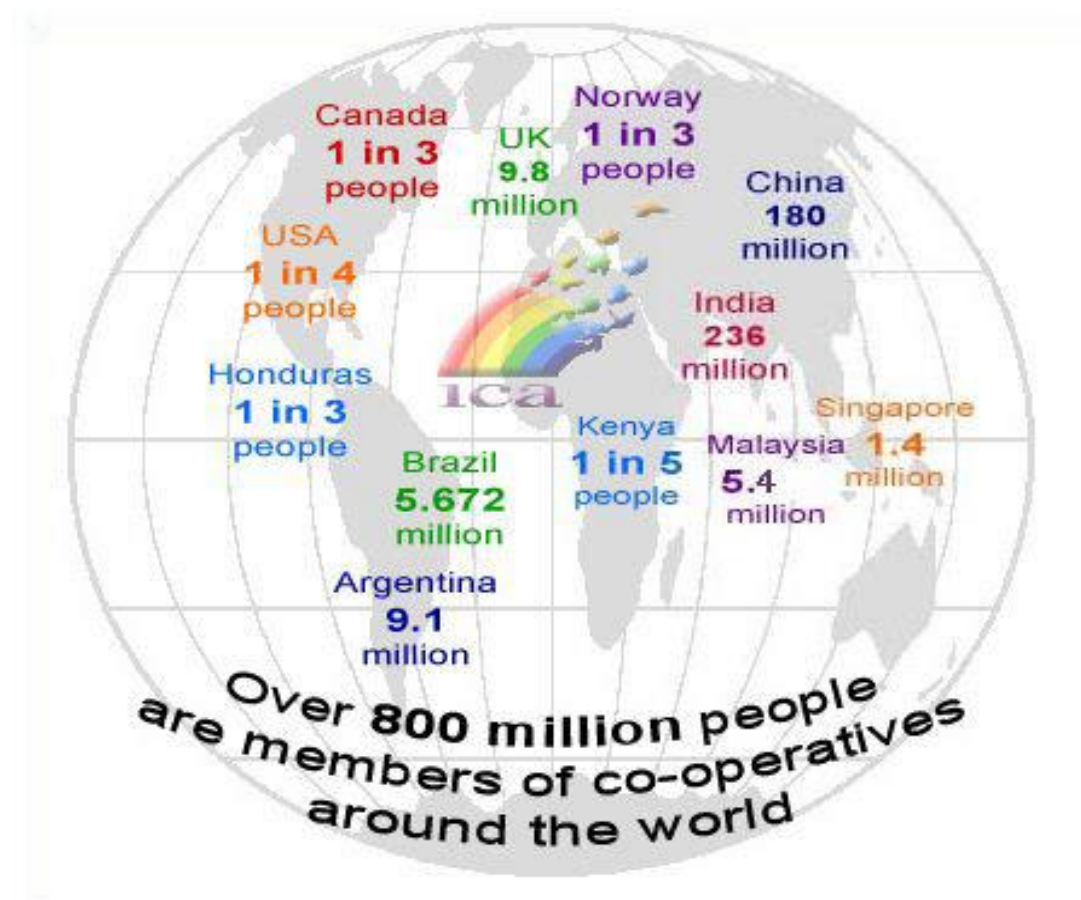 Canada
1 in 3
people
Norway
1 in 3
people
UK
9.8
million
China
180
million
USA
1 in 4
people
India
236
million
ica
Honduras
1 in 3
people
Singapore
1.4
million
Kenya
1 in 5
people
Malaysia
5.4
million
Brazil
5.672
million
Argentina
9.1
million
Over 800 million people
are members of co-operatives
around the world